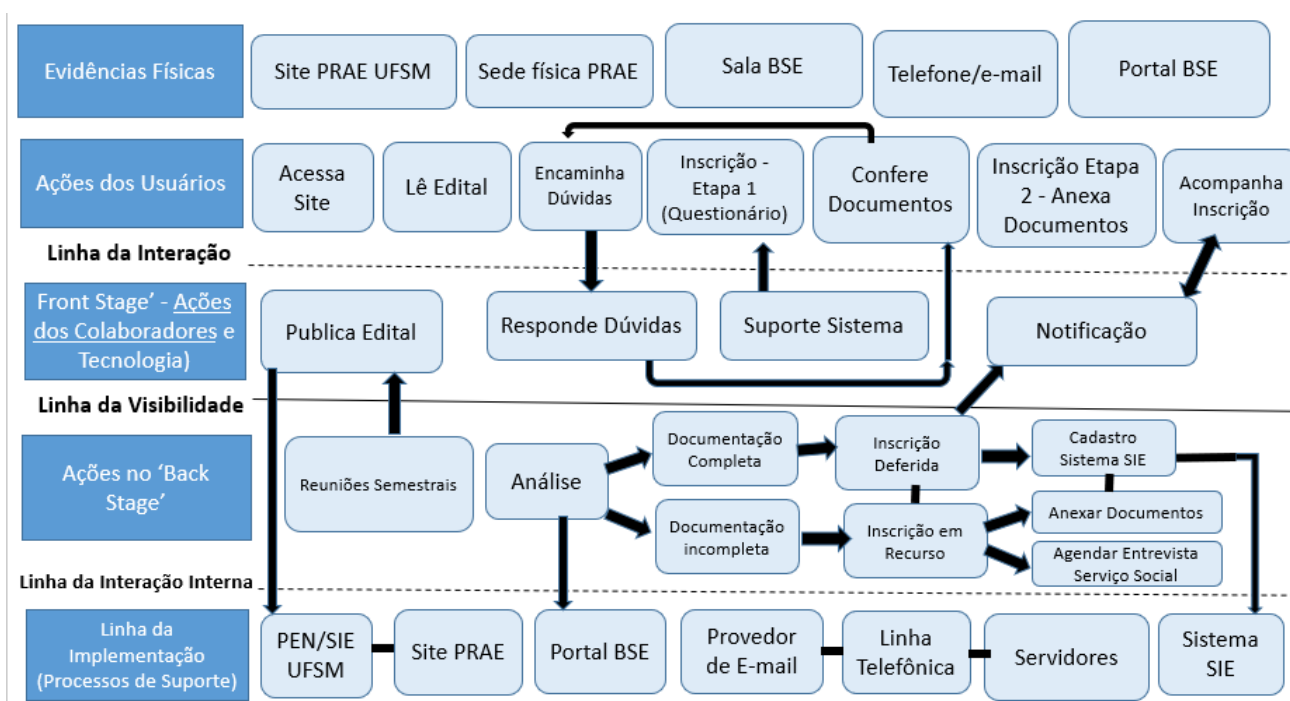 Evidências Físicas
Site PRAE UFSM
Sede física PRAE
Sala BSE
Telefone/e-mail
Portal BSE
Ações dos Usuários
Acessa
Site
Lê Edital
Encaminha
Dúvidas
Inscrição -
Etapa 1
(Questionário)
Confere
Documentos
Inscrição Etapa
2 - Anexa
Documentos
Acompanha
Inscrição
Linha da Interação
Front Stage’ - Ações
dos Colaboradores e
Tecnologia)
Publica Edital
Responde Dúvidas
Suporte Sistema
Notificação
Linha da Visibilidade
Ações no ‘Back
Stage’
Reuniões Semestrais
Análise
Documentação
Completa
Documentação
incompleta
Inscrição
Deferida
Inscrição em
Recurso
Cadastro
Sistema SIE
Anexar Documentos
Agendar Entrevista
Serviço Social
Linha da Interação Interna
Linha da
Implementação
(Processos de Suporte)
PEN/SIE
UFSM
Site PRAE
Portal BSE
Provedor
de E-mail
Linha
Telefônica
Servidores
Sistema
SIE